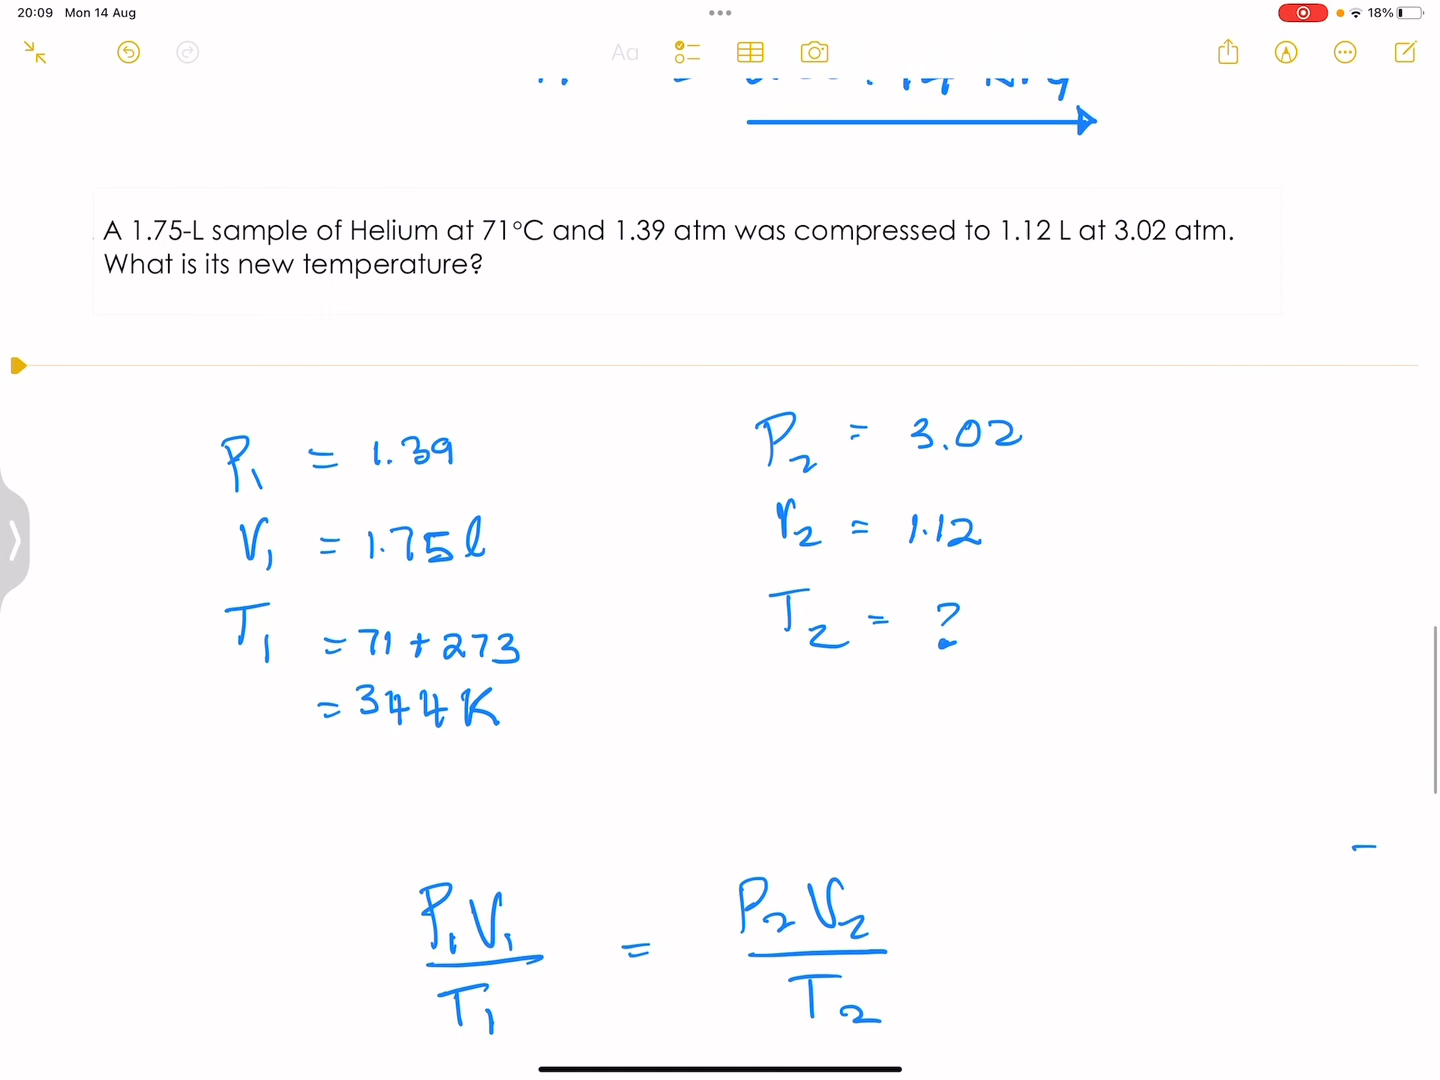 20:09 Mon 14 Aug
18%
Aa
A 1.75-L sample of Helium at 71°C and 1.39 atm was compressed to 1.12 L at 3.02 atm.
What is its new temperature?
P₁ = 1.39
V₁ = 1.75 l
T₁ = 71 + 273
= 344 K
P₂ = 3.02
V₂ = 1.12
T₂ = ?
P₁V₁ = P₂V₂
T₁ T₂